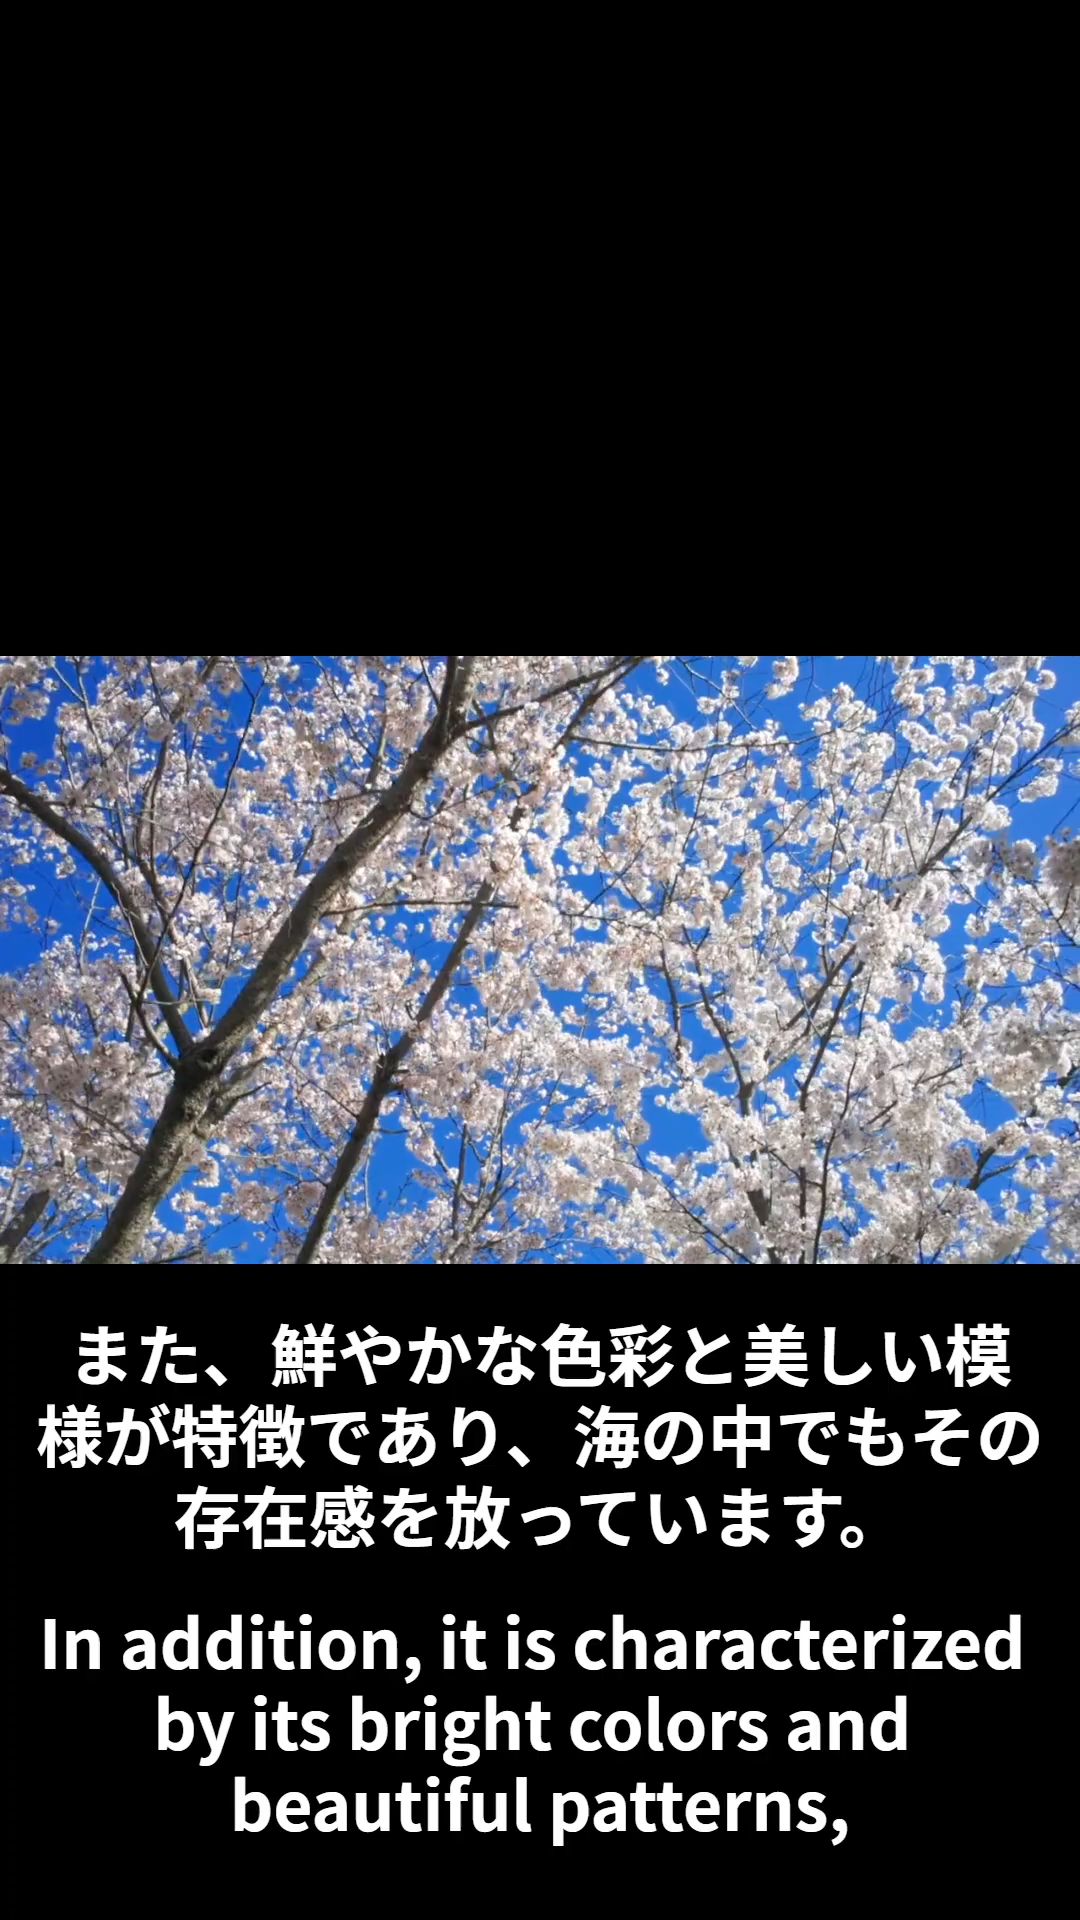 また、鮮やかな色彩と美しい模
様が特徴であり、海の中でもその
存在感を放っています。
In addition, it is characterized
by its bright colors and
beautiful patterns,